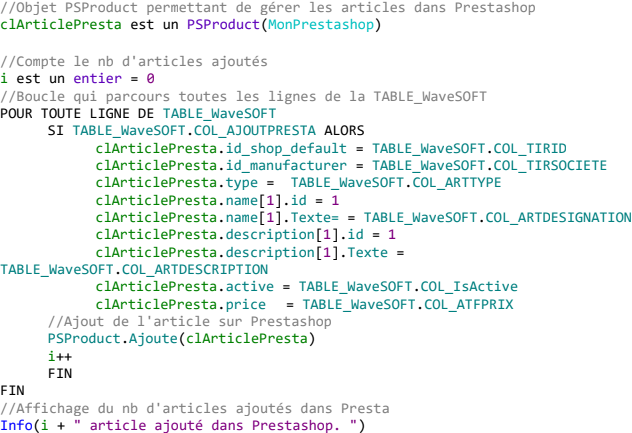 //Objet PSProduct permettant de gérer les articles dans Prestashop
clArticlePresta est un PSProduct(MonPrestashop)
//Compte le nb d'articles ajoutés
i est un entier = 0
//Boucle qui parcours toutes les lignes de la TABLE_WaveSOFT
POUR TOUTE LIGNE DE TABLE_WaveSOFT
SI TABLE_WaveSOFT.COL_AJOUTPRESTA ALORS
clArticlePresta.id_shop_default = TABLE_WaveSOFT.COL_TIRID
clArticlePresta.id_manufacturer = TABLE_WaveSOFT.COL_TIRSOCIETE
clArticlePresta.type =  TABLE_WaveSOFT.COL_ARTTYPE
clArticlePresta.name[1].id = 1
clArticlePresta.name[1].Texte= = TABLE_WaveSOFT.COL_ARTDESIGNATION
clArticlePresta.description[1].id = 1
clArticlePresta.description[1].Texte =
TABLE_WaveSOFT.COL_ARTDESCRIPTION
clArticlePresta.active = TABLE_WaveSOFT.COL_IsActive
clArticlePresta.price  = TABLE_WaveSOFT.COL_ATFPRIX
//Ajout de l'article sur Prestashop
PSProduct.Ajoute(clArticlePresta)
i++
FIN
FIN
//Affichage du nb d'articles ajoutés dans Presta
Info(i + " article ajouté dans Prestashop. ")